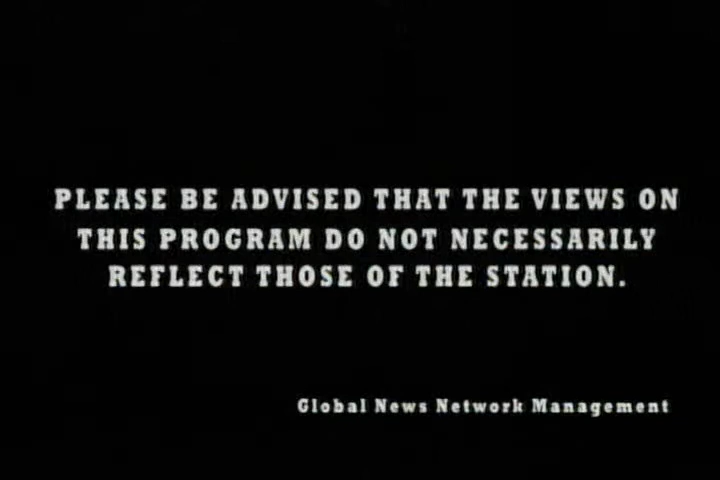 PLEASE BE ADVISED THAT THE VIEWS ON
THIS PROGRAM DO NOT NECESSARILY
REFLECT THOSE OF THE STATION.
Global News Network Management